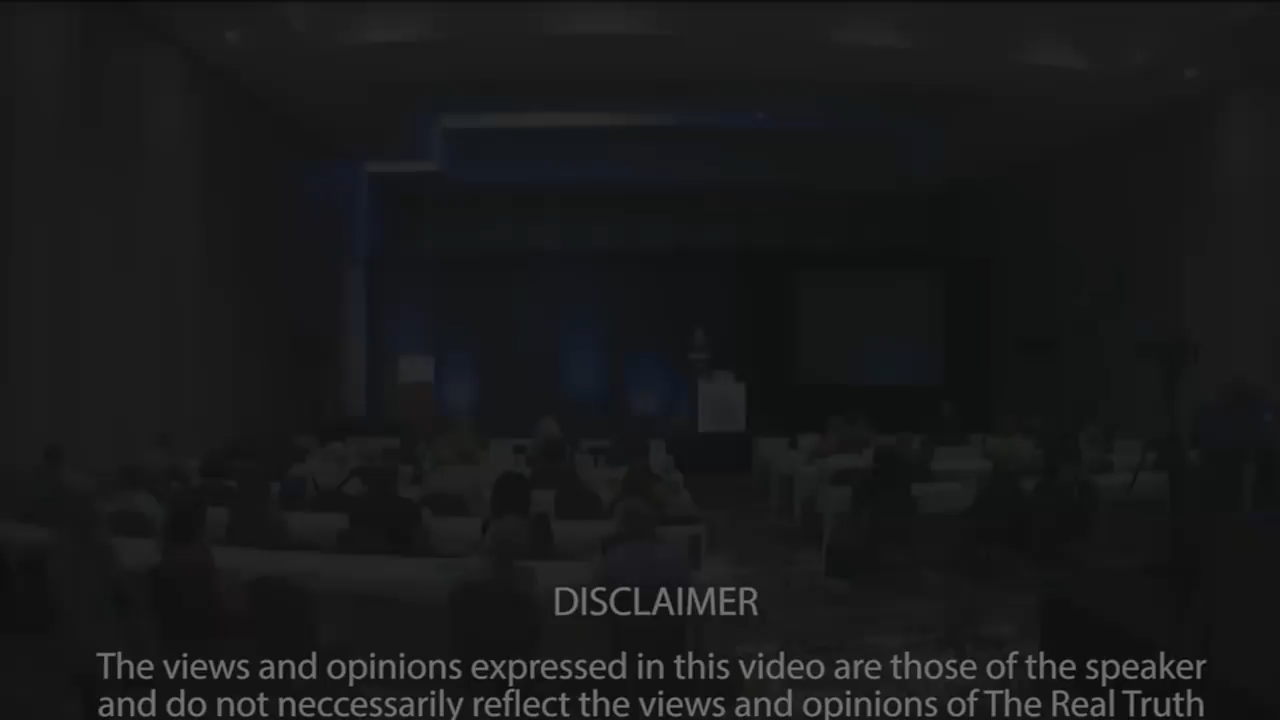 DISCLAIMER
The views and opinions expressed in this video are those of the speaker
and do not neccessarily reflect the views and opinions of The Real Truth